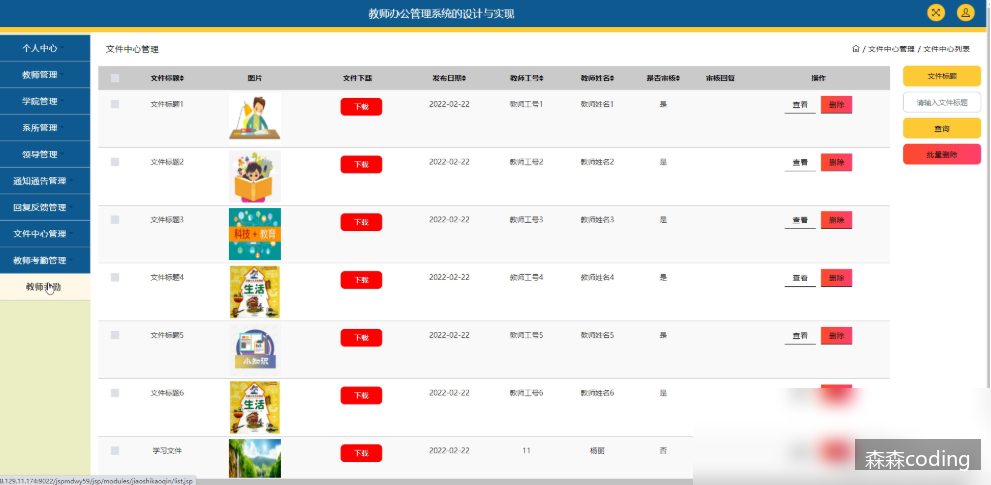 教师办公管理系统的设计与实现
个人中心
教师管理
学院管理
系所管理
领导管理
通知通告管理
回复反馈管理
文件中心管理
教师考勤管理
教师考勤
文件中心管理
/ 文件中心管理 / 文件中心列表
文件标题 图片 文件下载 发布日期 教师工号 教师姓名 是否审核 审核回复 操作
文件标题1 下载 2022-02-22 教师工号1 教师姓名1 是 查看 删除
文件标题2 下载 2022-02-22 教师工号2 教师姓名2 是 查看 删除
文件标题3 科技+教育 下载 2022-02-22 教师工号3 教师姓名3 是 查看 删除
文件标题4 生活 下载 2022-02-22 教师工号4 教师姓名4 是 查看 删除
文件标题5 小知识 下载 2022-02-22 教师工号5 教师姓名5 是 查看 删除
文件标题6 生活 下载 2022-02-22 教师工号6 教师姓名6 是
学习文件 下载 2022-02-22 11 杨丽 否
文件标题
请输入文件标题
查询
批量删除
8.129.11.174:9022/jspmdwy59/jsp/modules/jiaoshikaoqin/list.jsp
森森coding